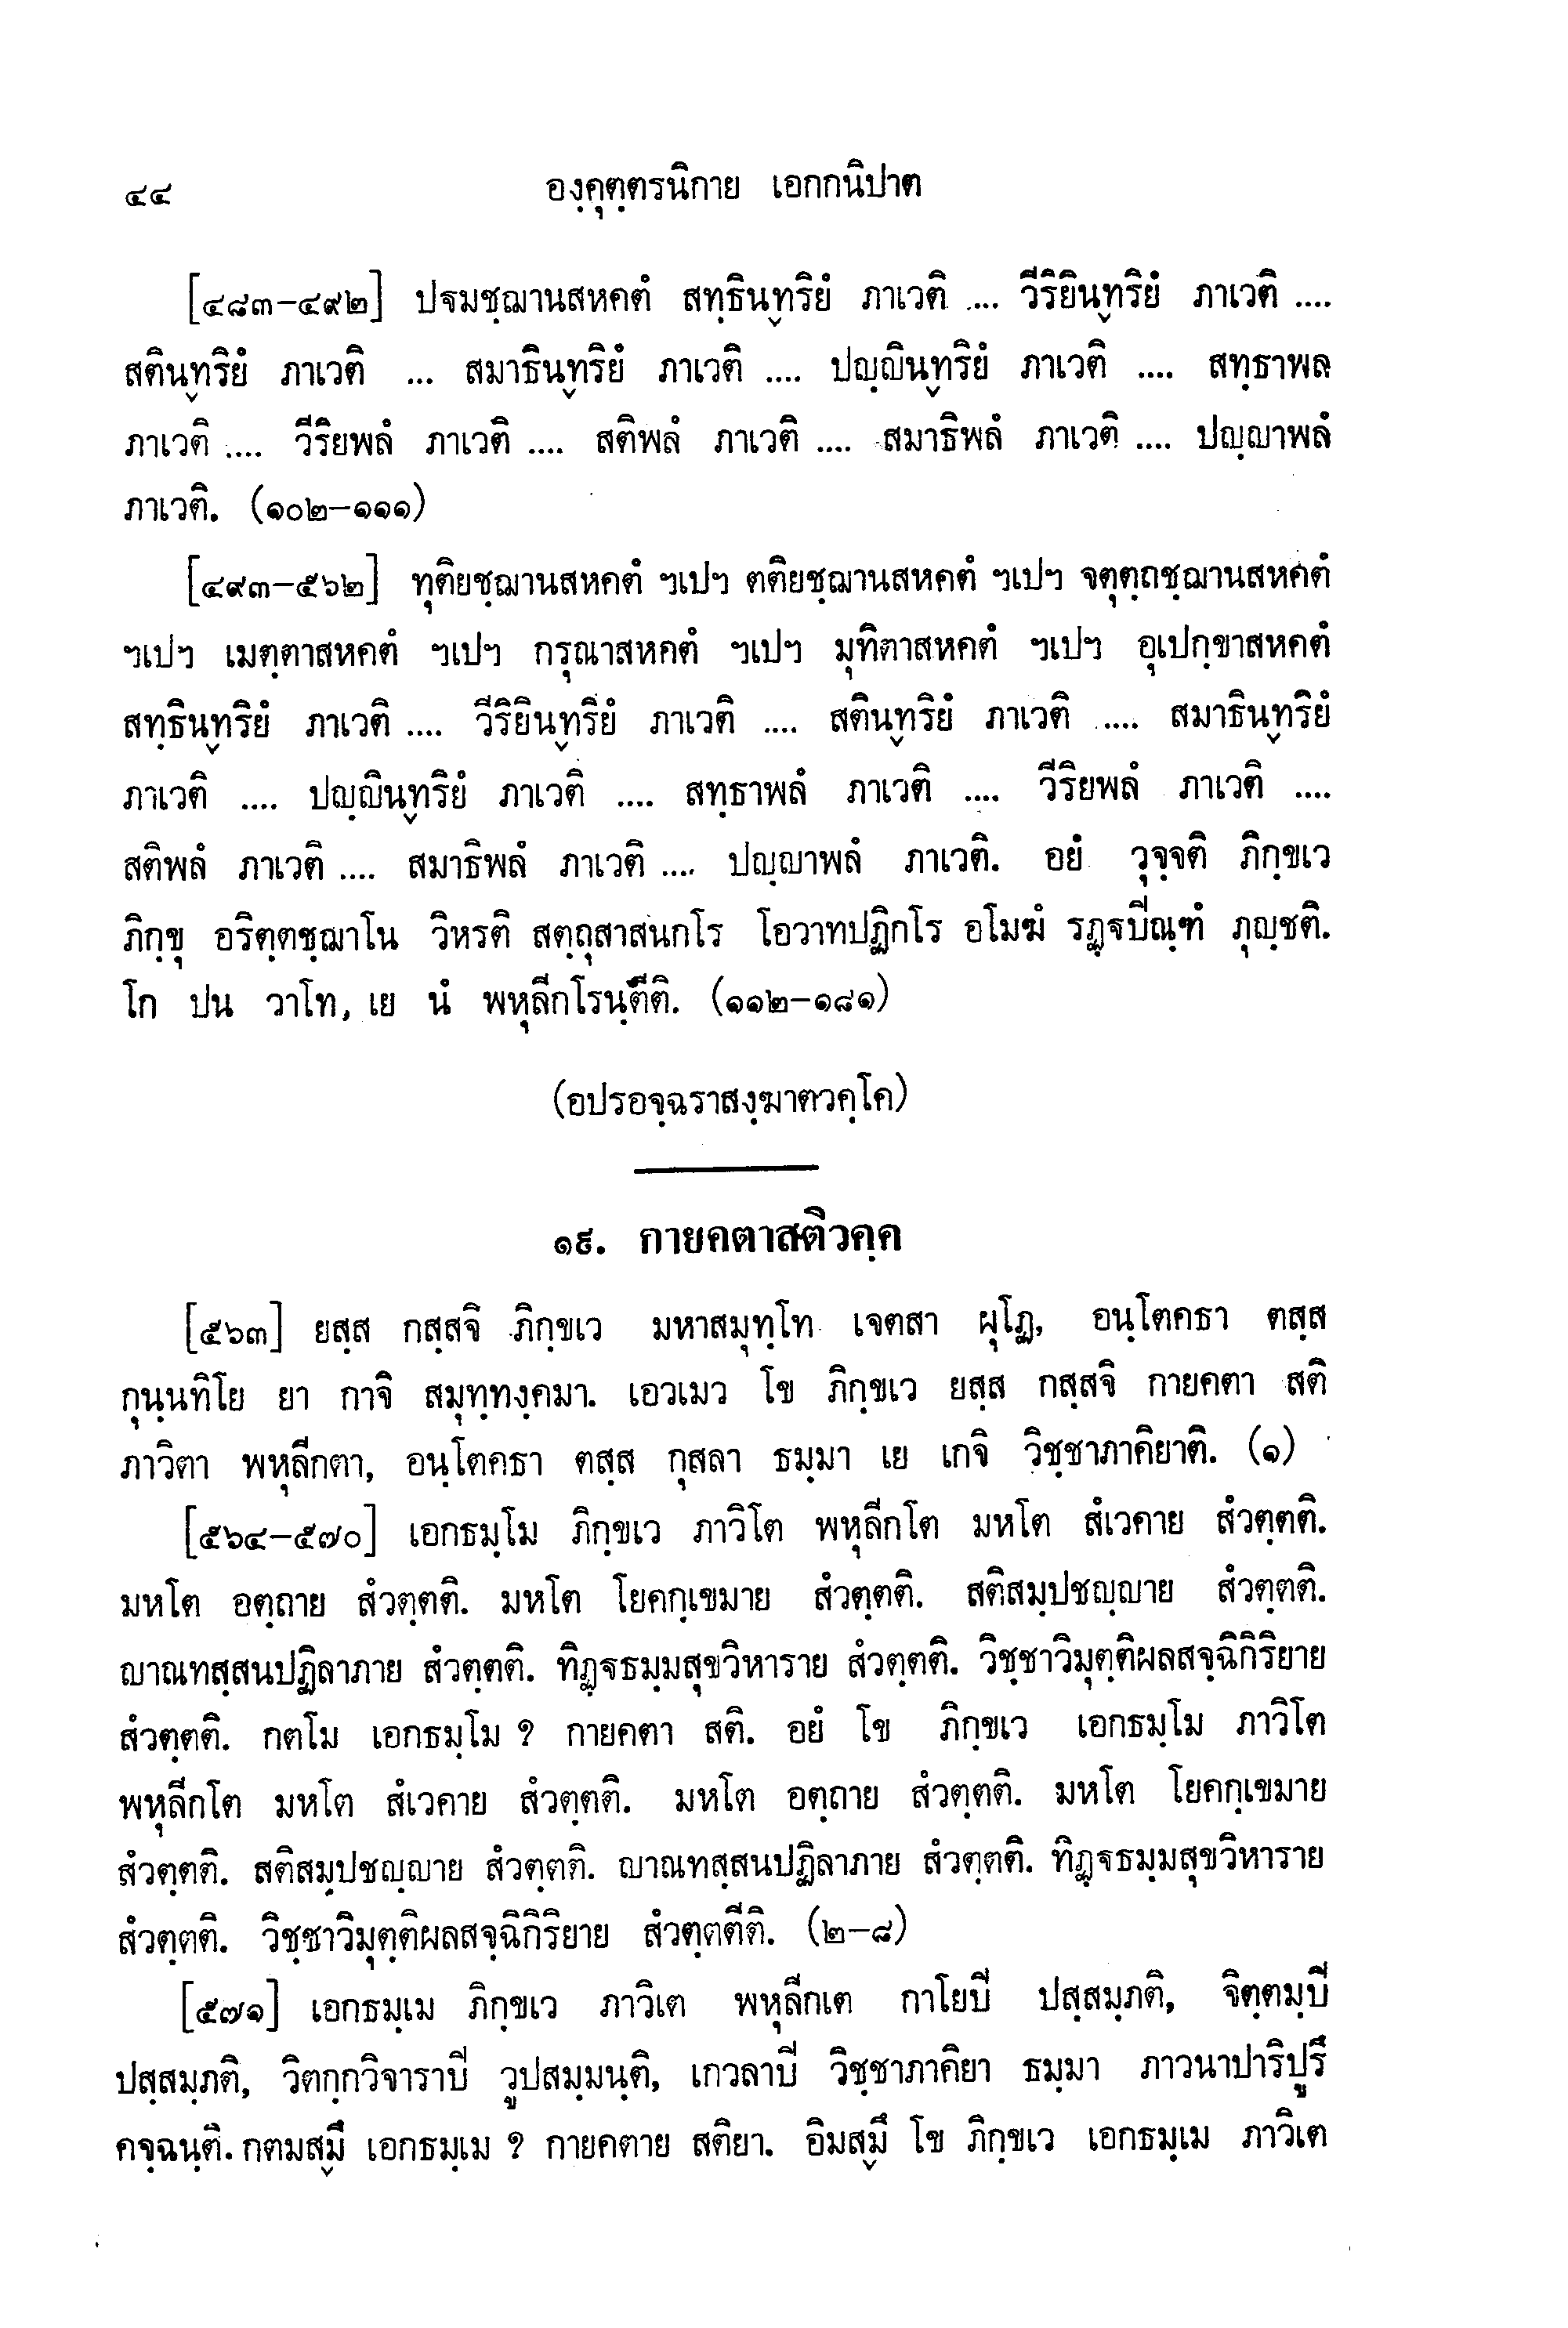 ๔๔ องฺคุตฺตรนิกาย เอกกนิปาต
[๔๘๓-๔๙๒] ปฐมชฺฌานสหคตํ สทฺธินฺทฺริยํ ภาเวติ ... วีริยินฺทฺริยํ ภาเวติ ....
สตินฺทฺริยํ ภาเวติ ... สมาธินฺทฺริยํ ภาเวติ .... ปญฺญินฺทฺริยํ ภาเวติ .... สทฺธาพล
ภาเวติ .... วีริยพลํ ภาเวติ .... สติพลํ ภาเวติ .... สมาธิพลํ ภาเวติ .... ปญฺญาพลํ
ภาเวติ. (๑๐๒-๑๑๑)
[๔๙๓-๕๖๒] ทุติยชฺฌานสหคตํ ฯเปฯ ตติยชฺฌานสหคตํ ฯเปฯ จตุตฺถชฺฌานสหคตํ
ฯเปฯ เมตฺตาสหคตํ ฯเปฯ กรุณาสหคตํ ฯเปฯ มุทิตาสหคตํ ฯเปฯ อุเปกฺขาสหคตํ
สทฺธินฺทฺริยํ ภาเวติ .... วีริยินฺทฺริยํ ภาเวติ .... สตินฺทฺริยํ ภาเวติ .... สมาธินฺทฺริยํ
ภาเวติ .... ปญฺญินฺทฺริยํ ภาเวติ .... สทฺธาพลํ ภาเวติ .... วีริยพลํ ภาเวติ ....
สติพลํ ภาเวติ .... สมาธิพลํ ภาเวติ .... ปญฺญาพลํ ภาเวติ. อยํ วุจฺจติ ภิกฺขเว
ภิกฺขุ อริตฺตชฺฌาโน วิหรติ สตฺถุสาสนกโร โอวาทปฏิกโร อโมฆํ รฏฺฐปิณฺฑํ ภุญฺชติ.
โก ปน วาโท, เย นํ พหุลีกโรนฺตีติ. (๑๑๒-๑๘๑)
(อปรอจฺฉราสงฺฆาตวคฺโค)
๑๙. กายคตาสติวคฺค
[๕๖๓] ยสฺส กสฺสจิ ภิกฺขเว มหาสมุทฺโท เจตสา ผุโฏ, อนฺโตคธา ตสฺส
กุนฺนทิโย ยา กาจิ สมุทฺทงฺคมา. เอวเมว โข ภิกฺขเว ยสฺส กสฺสจิ กายคตา สติ
ภาวิตา พหุลีกตา, อนฺโตคธา ตสฺส กุสลา ธมฺมา เย เกจิ วิชฺชาภาคิยาติ. (๑)
[๕๖๔-๕๗๐] เอกธมฺโม ภิกฺขเว ภาวิโต พหุลีกโต มหโต สํเวคาย สํวตฺตติ.
มหโต อตฺถาย สํวตฺตติ. มหโต โยคกฺเขมาย สํวตฺตติ. สติสมฺปชญฺญาย สํวตฺตติ.
ญาณทสฺสนปฏิลาภาย สํวตฺตติ. ทิฏฺฐธมฺมสุขวิหาราย สํวตฺตติ. วิชฺชาวิมุตฺติผลสจฺฉิกิริยาย
สํวตฺตติ. กตโม เอกธมฺโม ? กายคตา สติ. อยํ โข ภิกฺขเว เอกธมฺโม ภาวิโต
พหุลีกโต มหโต สํเวคาย สํวตฺตติ. มหโต อตฺถาย สํวตฺตติ. มหโต โยคกฺเขมาย
สํวตฺตติ. สติสมฺปชญฺญาย สํวตฺตติ. ญาณทสฺสนปฏิลาภาย สํวตฺตติ. ทิฏฺฐธมฺมสุขวิหาราย
สํวตฺตติ. วิชฺชาวิมุตฺติผลสจฺฉิกิริยาย สํวตฺตตีติ. (๒-๘)
[๕๗๑] เอกธมฺเม ภิกฺขเว ภาวิเต พหุลีกเต กาโยปิ ปสฺสมฺภติ, จิตฺตมฺปิ
ปสฺสมฺภติ, วิตกฺกวิจาราปิ วูปสมฺมนฺติ, เกวลาปิ วิชฺชาภาคิยา ธมฺมา ภาวนาปาริปูรึ
คจฺฉนฺติ. กตมสฺมึ เอกธมฺเม ? กายคตาย สติยา. อิมสฺมึ โข ภิกฺขเว เอกธมฺเม ภาวิเต